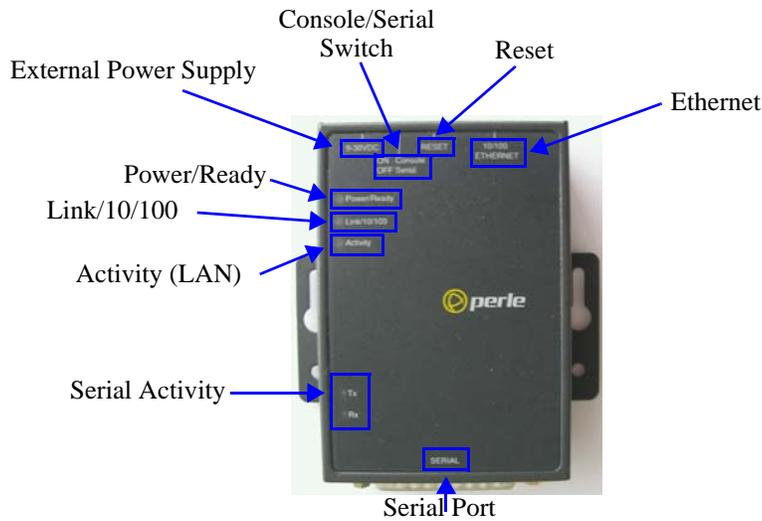 Console/Serial
Switch
Reset
External Power Supply
Ethernet
9-30VDC
RESET
10/100
ETHERNET
ON : Console
OFF Serial
Power/Ready
Power/Ready
Link/10/100
Link/10/100
Activity
Activity (LAN)
perle
Serial Activity
Tx
Rx
SERIAL
Serial Port